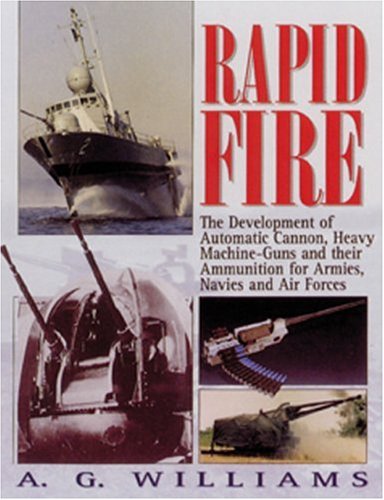 RAPID
FIRE
The Development of
Automatic Cannon, Heavy
Machine-Guns and their
Ammunition for Armies,
Navies and Air Forces
2
A. G. WILLIAMS